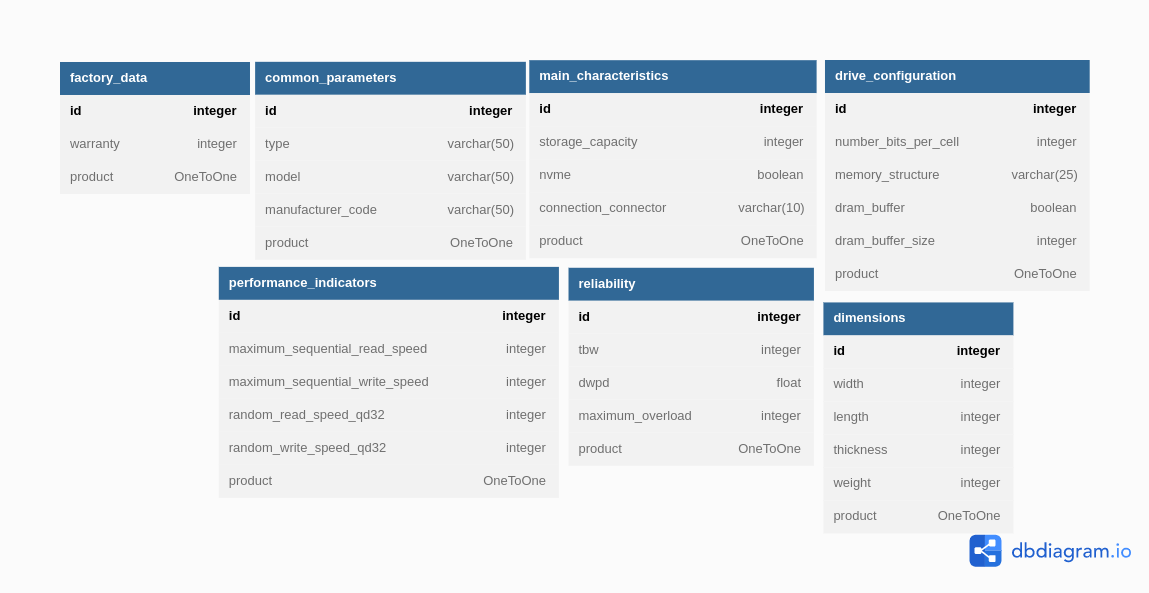 factory_data
id integer
warranty integer
product OneToOne
common_parameters
id integer
type varchar(50)
model varchar(50)
manufacturer_code varchar(50)
product OneToOne
main_characteristics
id integer
storage_capacity integer
nvme boolean
connection_connector varchar(10)
product OneToOne
drive_configuration
id integer
number_bits_per_cell integer
memory_structure varchar(25)
dram_buffer boolean
dram_buffer_size integer
product OneToOne
performance_indicators
id integer
maximum_sequential_read_speed integer
maximum_sequential_write_speed integer
random_read_speed_qd32 integer
random_write_speed_qd32 integer
product OneToOne
reliability
id integer
tbw integer
dwpd float
maximum_overload integer
product OneToOne
dimensions
id integer
width integer
length integer
thickness integer
weight integer
product OneToOne
dbdiagram.io